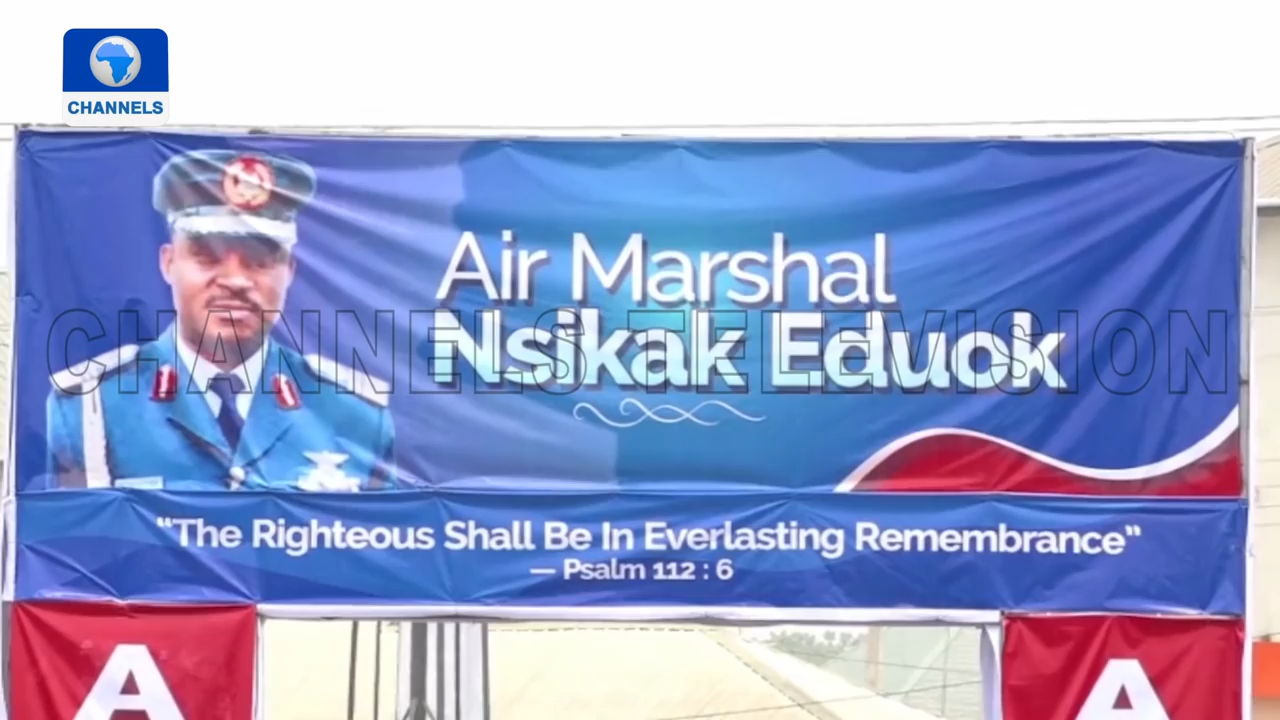 CHANNELS
Air Marshal
Nsikak Eduok
CHANNELS TELEVISION
“The Righteous Shall Be In Everlasting Remembrance”
— Psalm 112 : 6
A
A